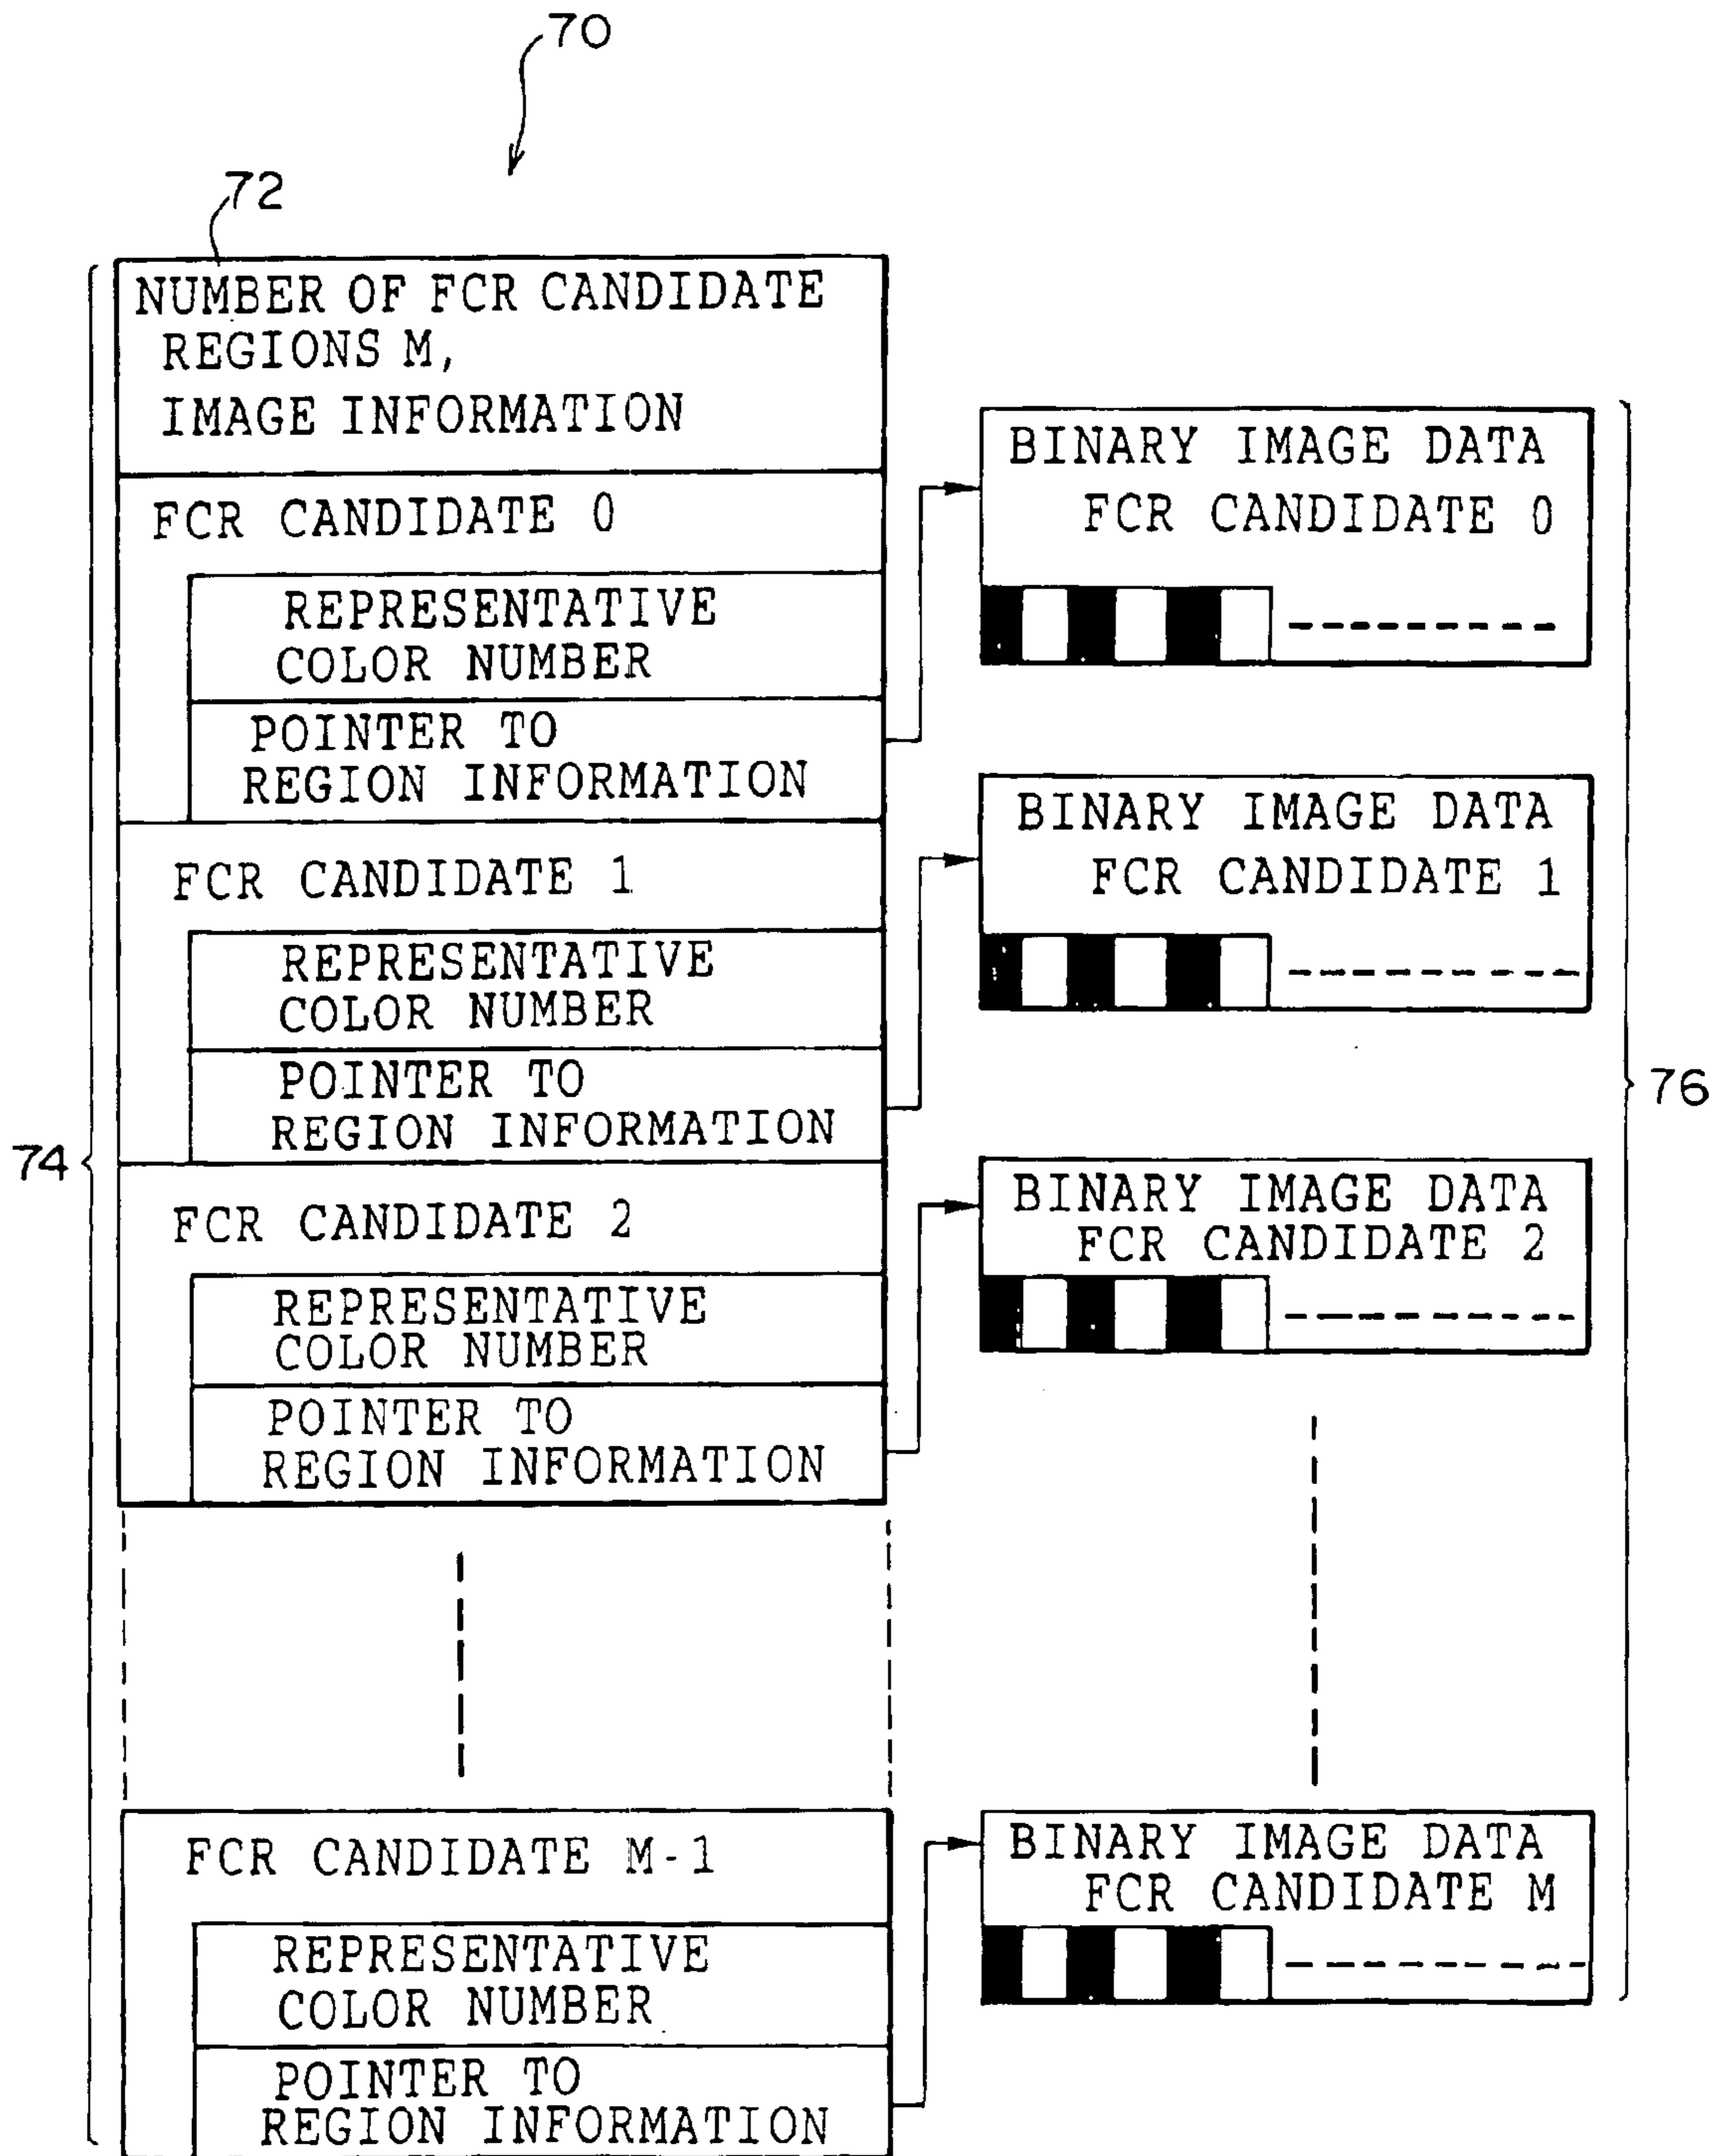 70
72
NUMBER OF FCR CANDIDATE
REGIONS M,
IMAGE INFORMATION
FCR CANDIDATE 0
REPRESENTATIVE
COLOR NUMBER
POINTER TO
REGION INFORMATION
FCR CANDIDATE 1
REPRESENTATIVE
COLOR NUMBER
POINTER TO
REGION INFORMATION
74
FCR CANDIDATE 2
REPRESENTATIVE
COLOR NUMBER
POINTER TO
REGION INFORMATION
FCR CANDIDATE M-1
REPRESENTATIVE
COLOR NUMBER
POINTER TO
REGION INFORMATION
BINARY IMAGE DATA
FCR CANDIDATE 0
BINARY IMAGE DATA
FCR CANDIDATE 1
76
BINARY IMAGE DATA
FCR CANDIDATE 2
BINARY IMAGE DATA
FCR CANDIDATE M